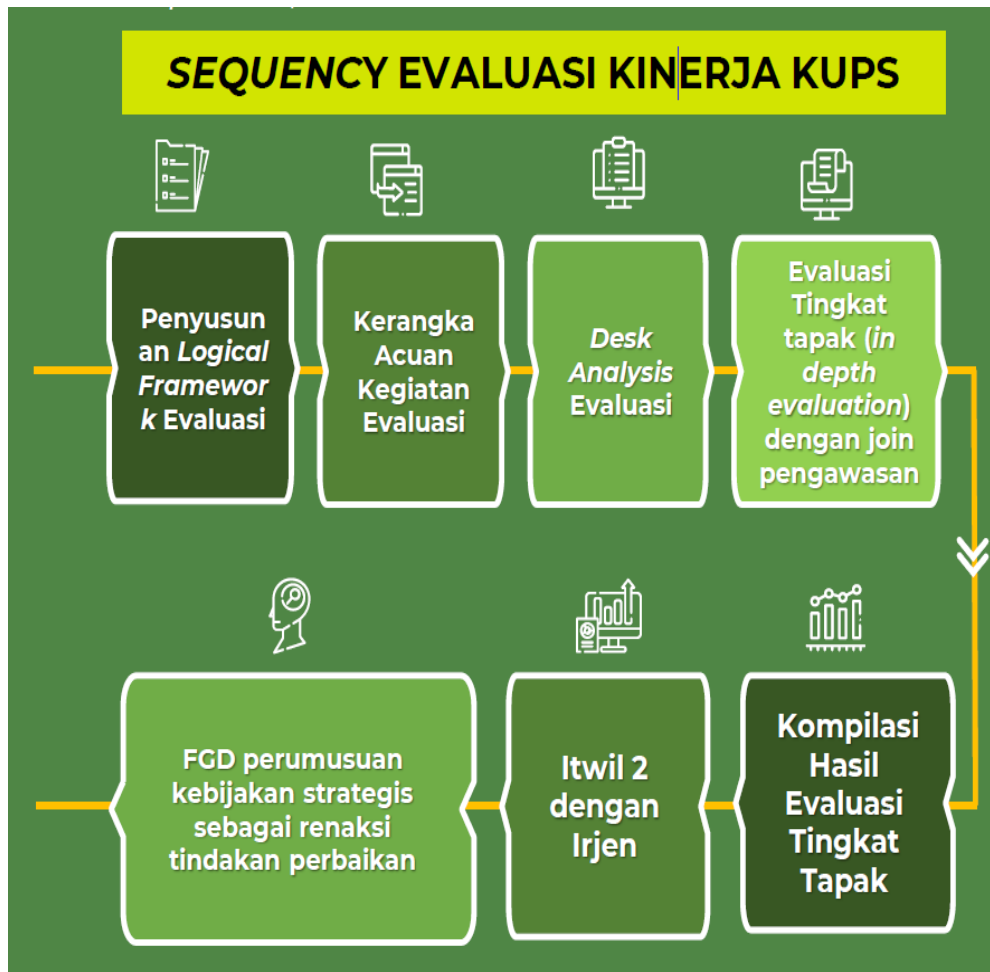 SEQUENCY EVALUASI KINERJA KUPS
Penyusun
an Logical
Framewor
k Evaluasi
Kerangka
Acuan
Kegiatan
Evaluasi
Desk
Analysis
Evaluasi
Evaluasi
Tingkat
tapak (in
depth
evaluation)
dengan join
pengawasan
Kompilasi
Hasil
Evaluasi
Tingkat
Tapak
Itwil 2
dengan
Irjen
FGD perumusuan
kebijakan strategis
sebagai renaksi
tindakan perbaikan